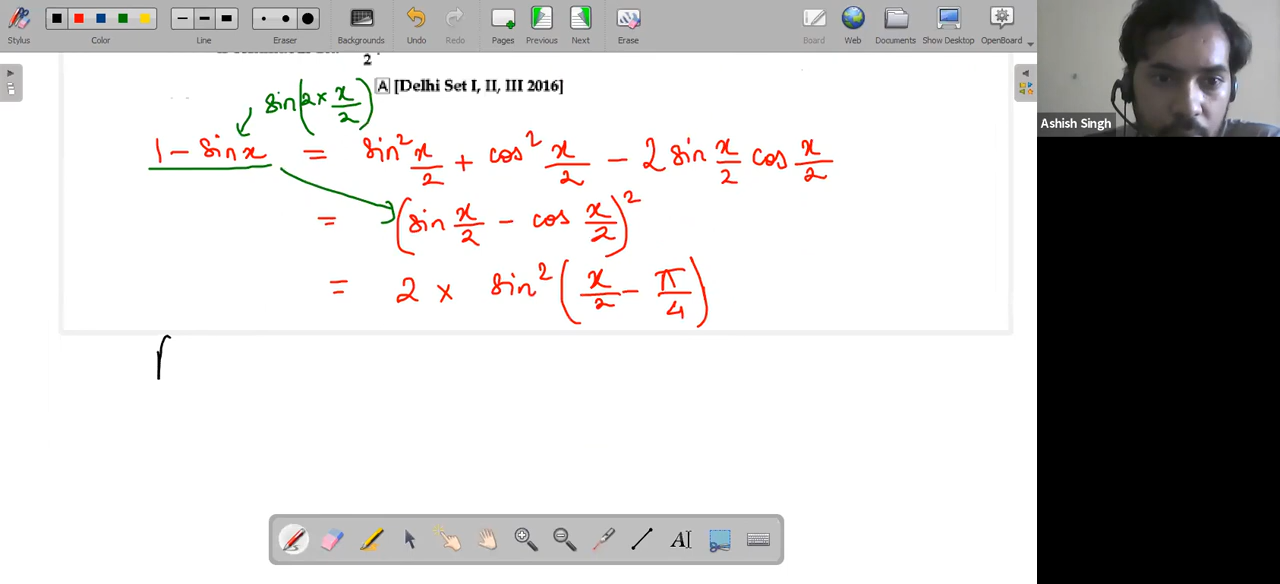 Stylus Color Line Eraser Backgrounds Undo Redo Pages Previous Next Erase Board Web Documents Show Desktop OpenBoard
Ashish Singh
2
A [Delhi Set I, II, III 2016]
sin(2 × x/2)
1 - sin x = sin² x/2 + cos² x/2 - 2 sin x/2 cos x/2
= (sin x/2 - cos x/2)²
= 2 × sin² (x/2 - π/4)